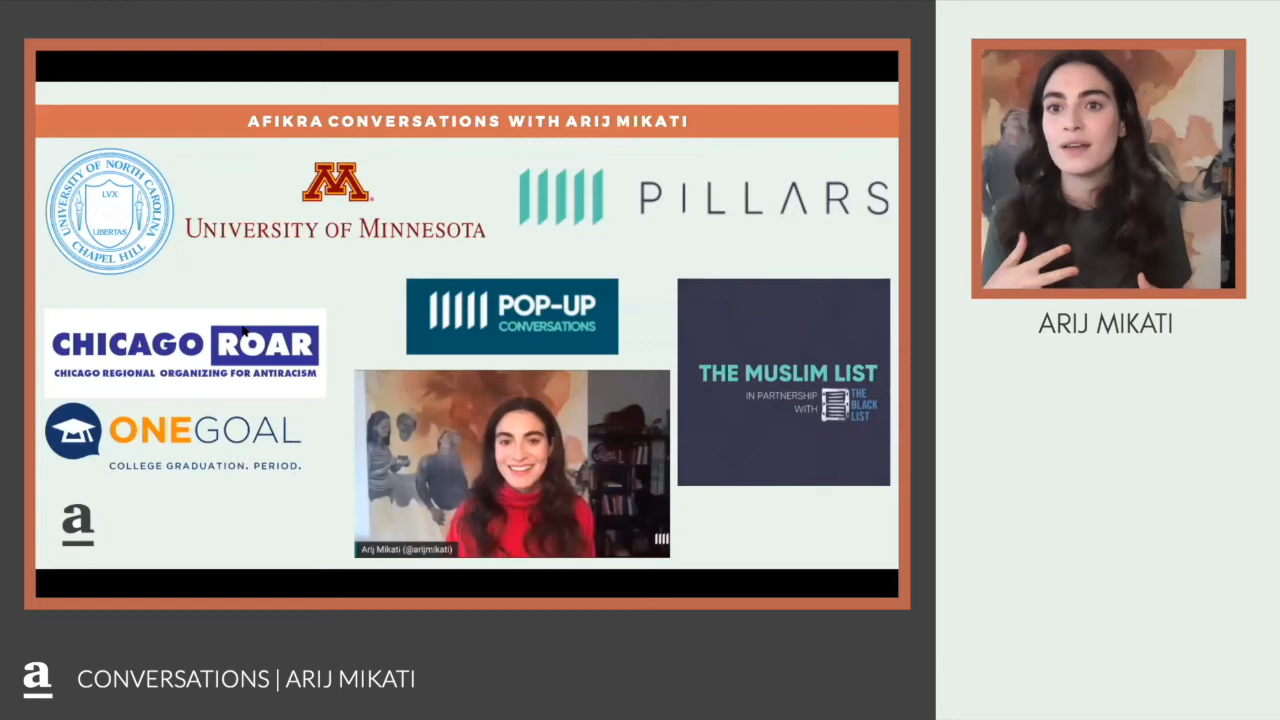 AFIKRA CONVERSATIONS WITH ARIJ MIKATI
UNIVERSITY OF NORTH CAROLINA
CHAPEL HILL
LVX
LIBERTAS
M
UNIVERSITY OF MINNESOTA
PILLARS
CHICAGO ROAR
CHICAGO REGIONAL ORGANIZING FOR ANTIRACISM
POP-UP
CONVERSATIONS
THE MUSLIM LIST
IN PARTNERSHIP
WITH
THE
BLACK
LIST
ONEGOAL
COLLEGE GRADUATION. PERIOD.
a
Arij Mikati (@arijmikati)
ARIJ MIKATI
a CONVERSATIONS | ARIJ MIKATI